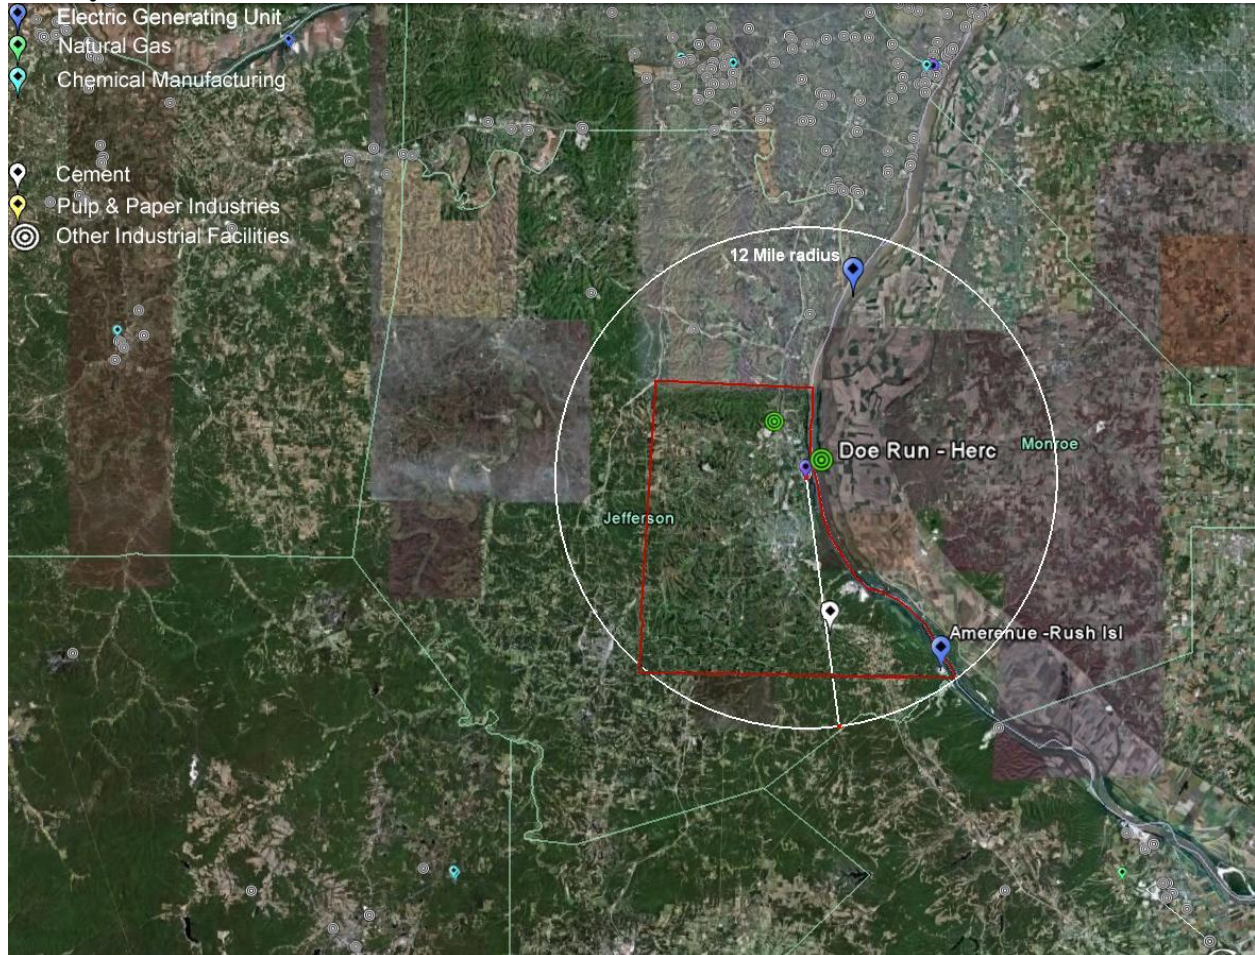 Electric Generating Unit
Natural Gas
Chemical Manufacturing
Cement
Pulp & Paper Industries
Other Industrial Facilities
12 Mile radius
Doe Run - Herc
Monroe
Jefferson
Amerenue -Rush Isl